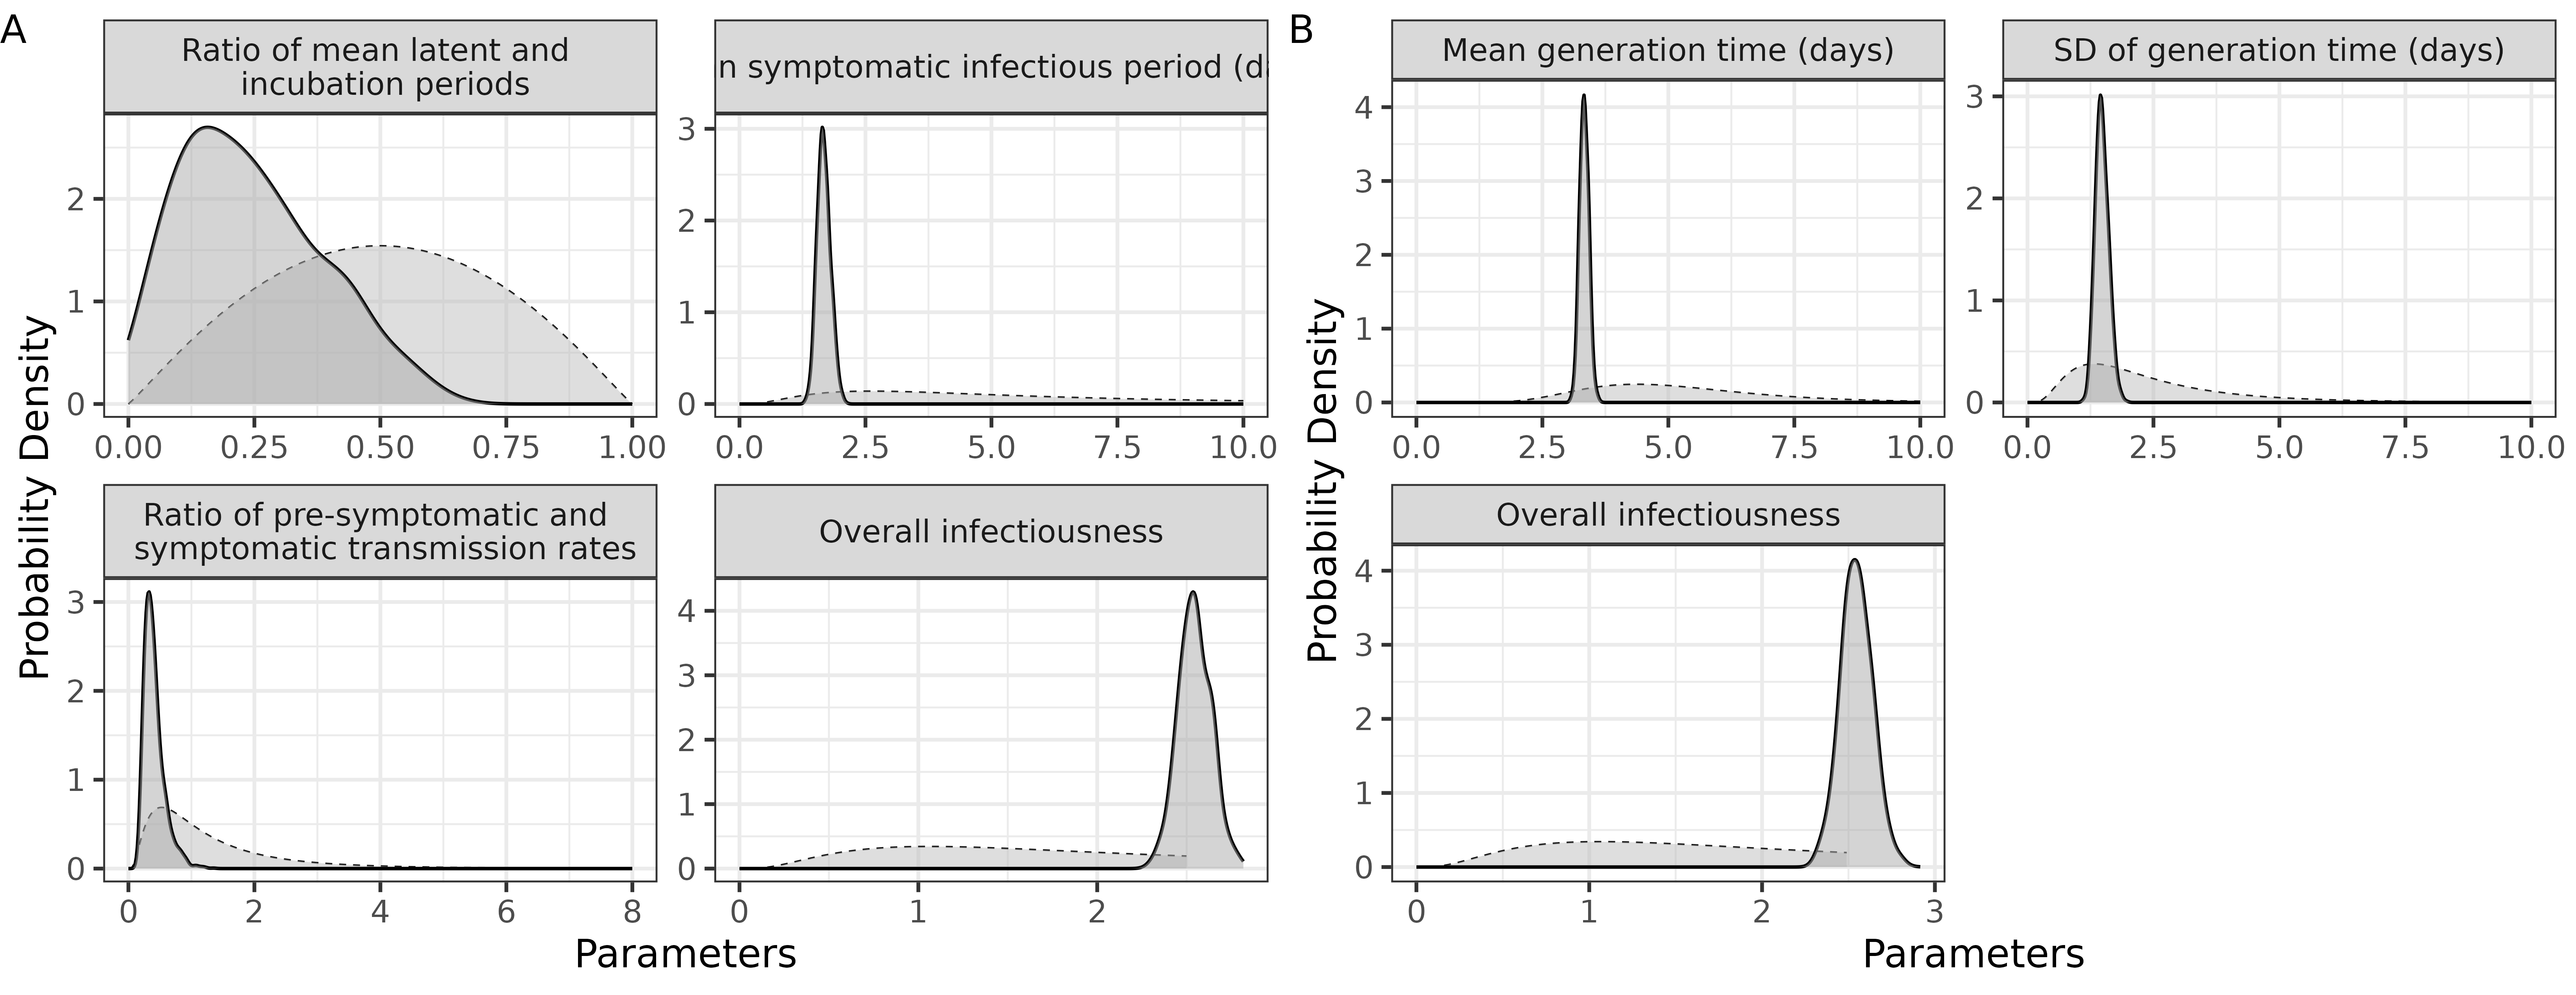 A
Ratio of mean latent and
incubation periods
n symptomatic infectious period (da
0
1
2
0.00 0.25 0.50 0.75 1.00
0
1
2
3
0.0 2.5 5.0 7.5 10.0
Ratio of pre-symptomatic and
symptomatic transmission rates
Overall infectiousness
0
1
2
3
0 2 4 6 8
0
1
2
3
4
0 1 2
Probability Density
Parameters
B
Mean generation time (days)
SD of generation time (days)
0
1
2
3
4
0.0 2.5 5.0 7.5 10.0
0
1
2
3
0.0 2.5 5.0 7.5 10.0
Overall infectiousness
0
1
2
3
4
0 1 2 3
Probability Density
Parameters